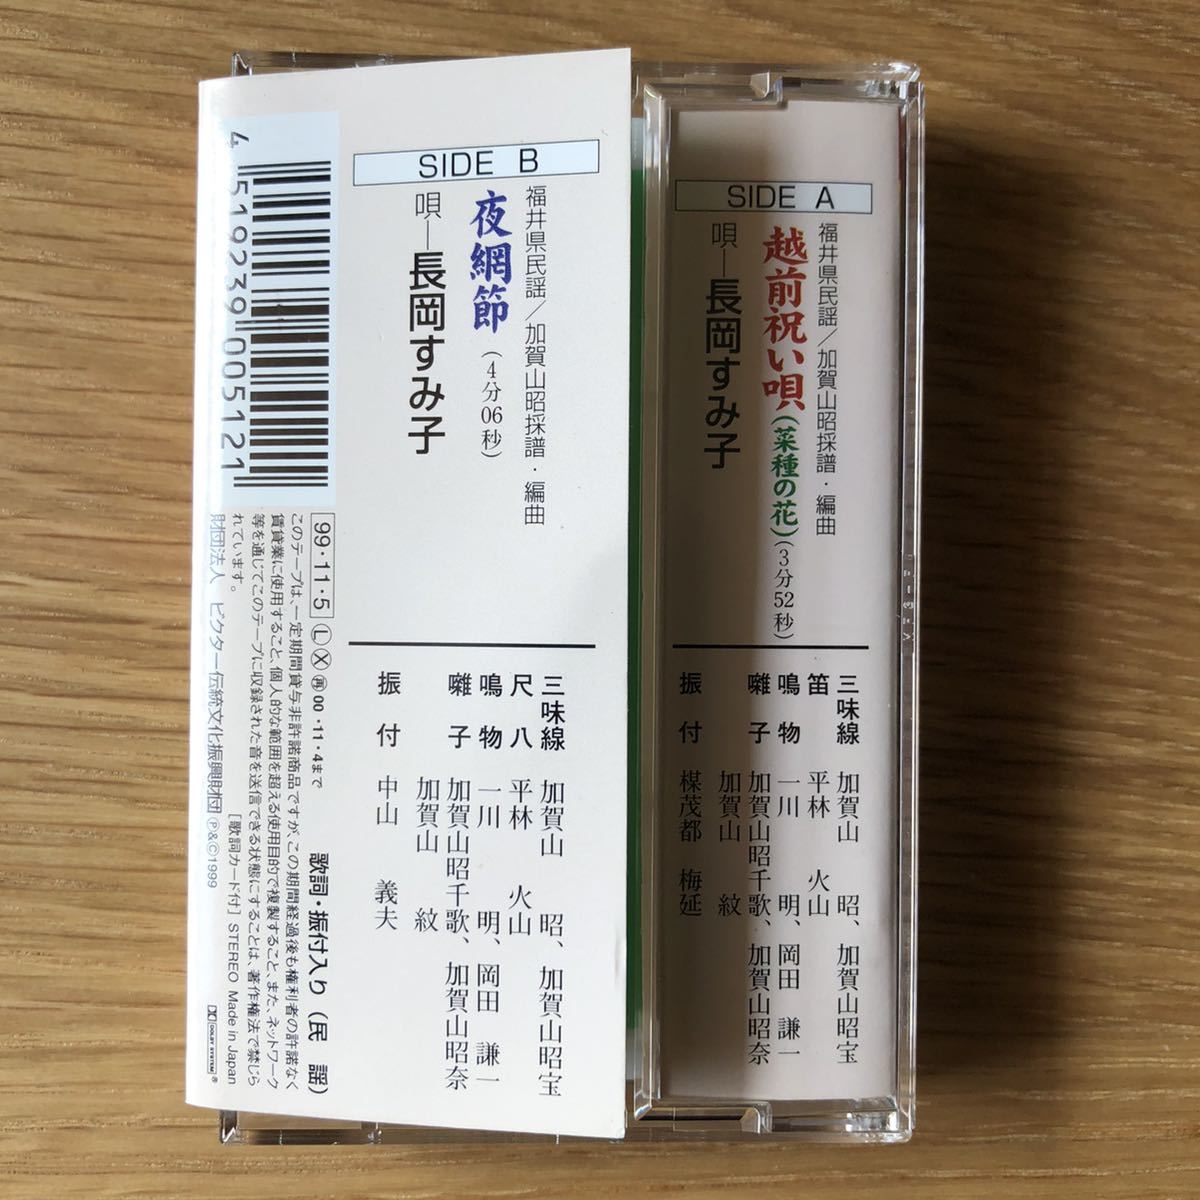 SIDE A
福井県民謡/加賀山昭採譜・編曲
越前祝い唄(菜種の花)(3分52秒)
唄―長岡すみ子
三味線 加賀山 昭、加賀山昭宝
笛 平林 火山
鳴物 一川 明、岡田 謙一
囃子 加賀山昭千歌、加賀山昭奈
加賀山 紋
振付 楳茂都 梅延
SIDE B
福井県民謡/加賀山昭採譜・編曲
夜網節(4分06秒)
唄―長岡すみ子
三味線 加賀山 昭、加賀山昭宝
尺八 平林 火山
鳴物 一川 明、岡田 謙一
囃子 加賀山昭千歌、加賀山昭奈
加賀山 紋
振付 中山 義夫
4 519239 005121
99・11・5 Ⓛ Ⓧ ㊞00・11・4まで 歌詞・振付入り(民 謡)
このテープは、一定期間貸与非許諾商品ですが、この期間経過後も権利者の許諾なく
賃貸業に使用すること、個人的な範囲を超える使用目的で複製すること、また、ネットワーク
等を通じてこのテープに収録された音を送信できる状態にすることは、著作権法で禁じら
れています。 [歌詞カード付] STEREO Made in Japan
財団法人 ビクター伝統文化振興財団 Ⓟ&Ⓒ1999
DOLBY SYSTEM®